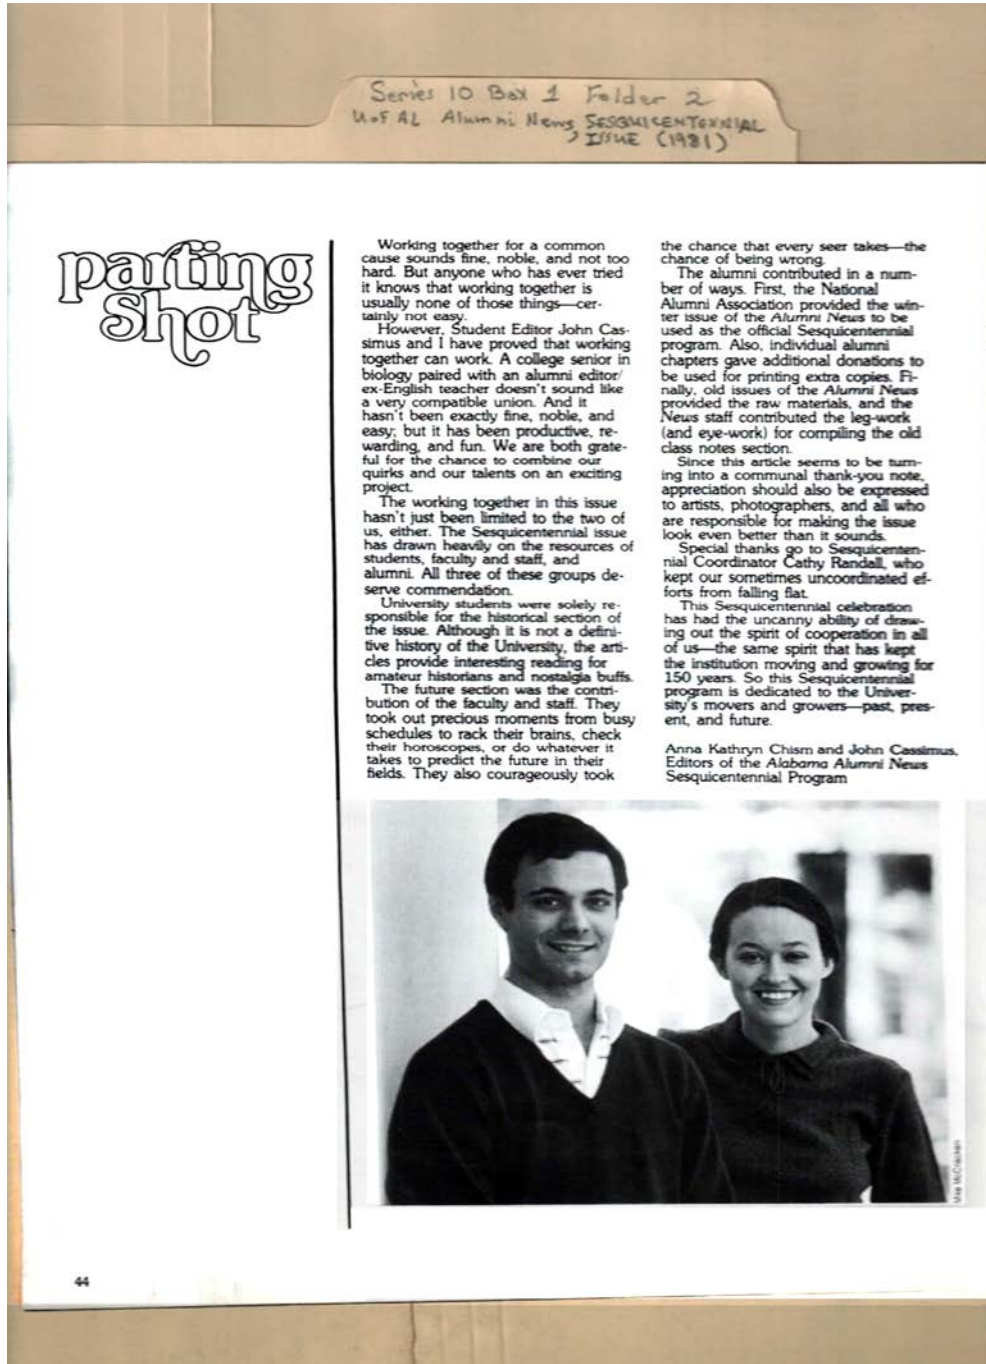 Series 10 Box 1 Folder 2
U of AL Alumni News, SESQUICENTENNIAL
ISSUE (1981)
parting
Shot
Working together for a common
cause sounds fine, noble, and not too
hard. But anyone who has ever tried
it knows that working together is
usually none of those things—cer-
tainly not easy.
However, Student Editor John Cas-
simus and I have proved that working
together can work. A college senior in
biology paired with an alumni editor/
ex-English teacher doesn't sound like
a very compatible union. And it
hasn't been exactly fine, noble, and
easy; but it has been productive, re-
warding, and fun. We are both grate-
ful for the chance to combine our
quirks and our talents on an exciting
project.
The working together in this issue
hasn't just been limited to the two of
us, either. The Sesquicentennial issue
has drawn heavily on the resources of
students, faculty and staff, and
alumni. All three of these groups de-
serve commendation.
University students were solely re-
sponsible for the historical section of
the issue. Although it is not a defini-
tive history of the University, the arti-
cles provide interesting reading for
amateur historians and nostalgia buffs.
The future section was the contri-
bution of the faculty and staff. They
took out precious moments from busy
schedules to rack their brains, check
their horoscopes, or do whatever it
takes to predict the future in their
fields. They also courageously took
the chance that every seer takes—the
chance of being wrong.
The alumni contributed in a num-
ber of ways. First, the National
Alumni Association provided the win-
ter issue of the Alumni News to be
used as the official Sesquicentennial
program. Also, individual alumni
chapters gave additional donations to
be used for printing extra copies. Fi-
nally, old issues of the Alumni News
provided the raw materials, and the
News staff contributed the leg-work
(and eye-work) for compiling the old
class notes section.
Since this article seems to be turn-
ing into a communal thank-you note,
appreciation should also be expressed
to artists, photographers, and all who
are responsible for making the issue
look even better than it sounds.
Special thanks go to Sesquicenten-
nial Coordinator Cathy Randall, who
kept our sometimes uncoordinated ef-
forts from falling flat.
This Sesquicentennial celebration
has had the uncanny ability of draw-
ing out the spirit of cooperation in all
of us—the same spirit that has kept
the institution moving and growing for
150 years. So this Sesquicentennial
program is dedicated to the Univer-
sity's movers and growers—past, pres-
ent, and future.
Anna Kathryn Chism and John Cassimus,
Editors of the Alabama Alumni News
Sesquicentennial Program
Mike McCracken
44